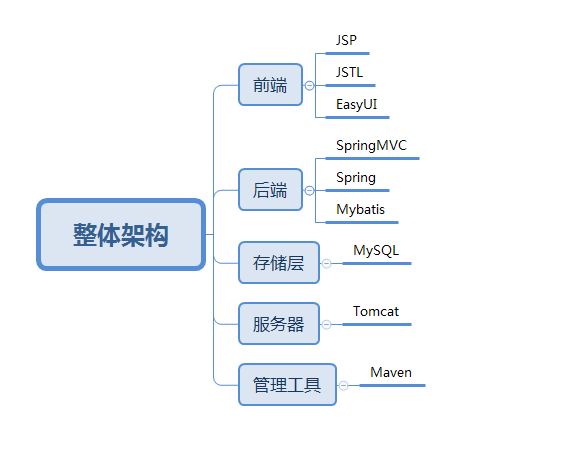 整体架构
前端
JSP
JSTL
EasyUI
后端
SpringMVC
Spring
Mybatis
存储层
MySQL
服务器
Tomcat
管理工具
Maven